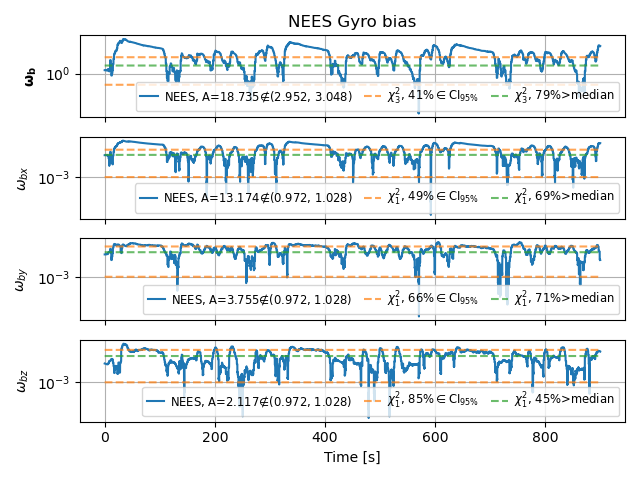 NEES Gyro bias
10⁰
ω_b
NEES, A=18.735∉(2.952, 3.048) χ²₃, 41%∈CI₉₅% χ²₃, 79%>median
10⁻³
ω_bx
NEES, A=13.174∉(0.972, 1.028) χ²₁, 49%∈CI₉₅% χ²₁, 69%>median
10⁻³
ω_by
NEES, A=3.755∉(0.972, 1.028) χ²₁, 66%∈CI₉₅% χ²₁, 71%>median
10⁻³
ω_bz
NEES, A=2.117∉(0.972, 1.028) χ²₁, 85%∈CI₉₅% χ²₁, 45%>median
0 200 400 600 800
Time [s]